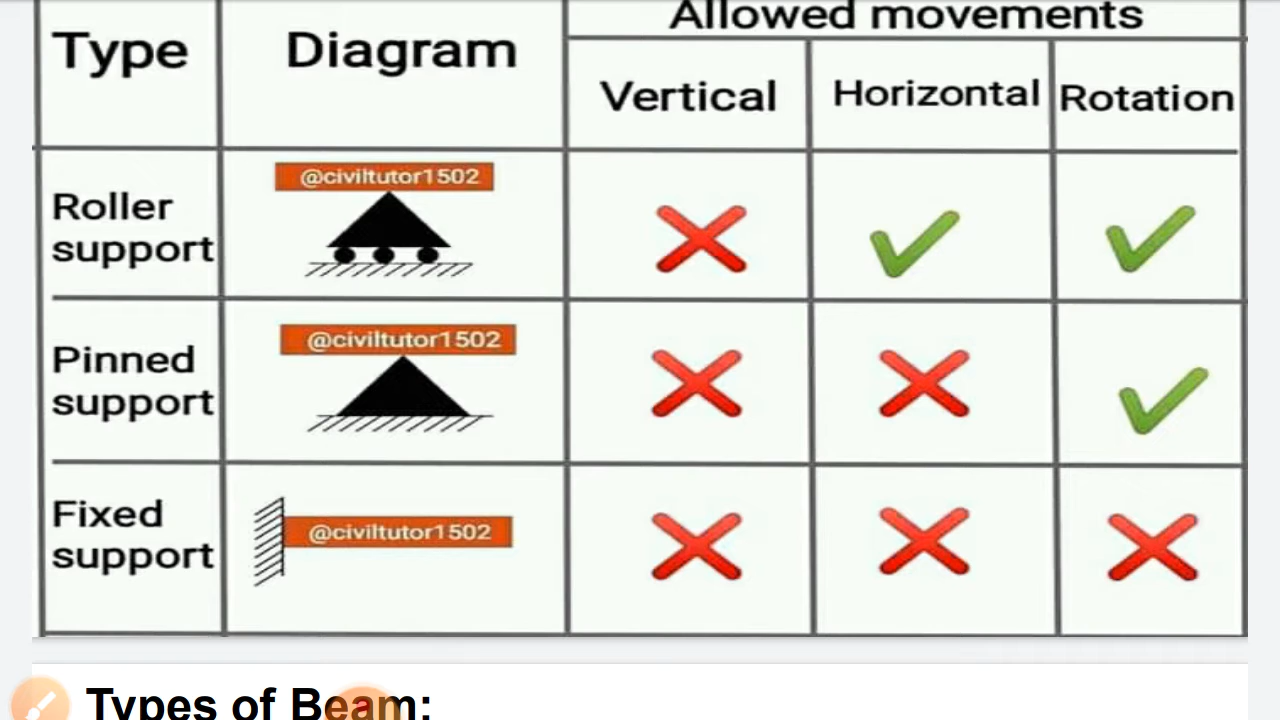 Allowed movements
Type
Diagram
Vertical
Horizontal
Rotation
Roller
support
@civiltutor1502
Pinned
support
@civiltutor1502
Fixed
support
@civiltutor1502
Types of Beam: